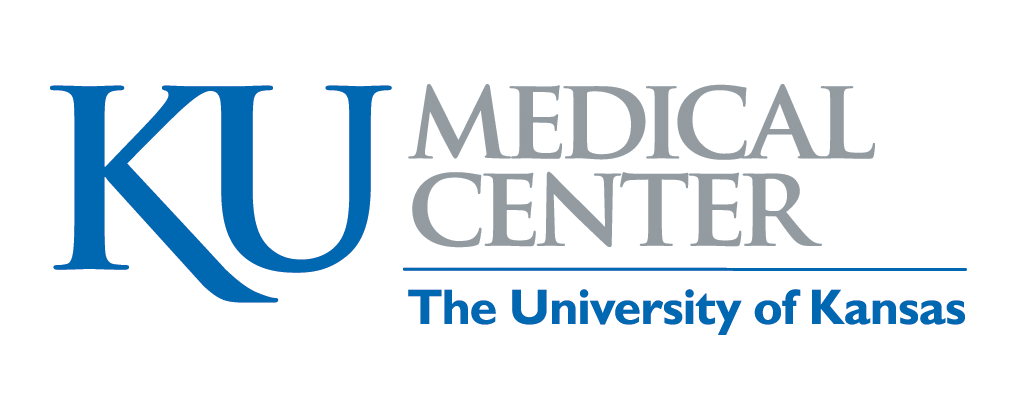 KU
MEDICAL
CENTER
The University of Kansas